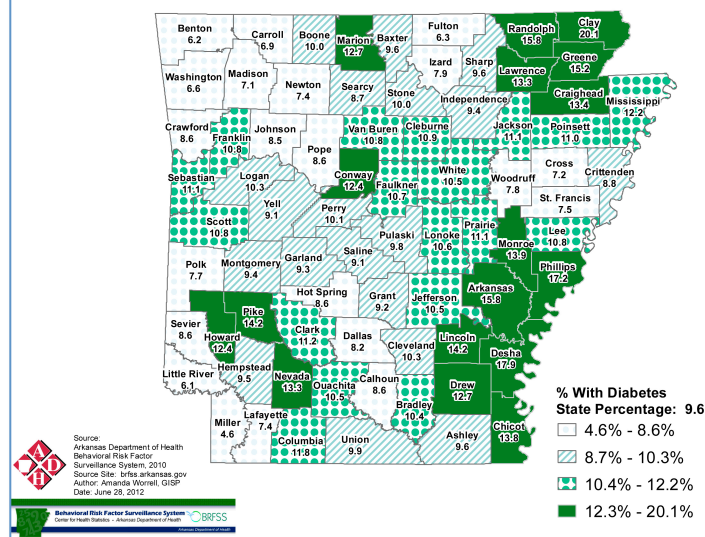 Benton
6.2
Carroll
6.9
Boone
10.0
Marion
12.7
Baxter
9.6
Fulton
6.3
Randolph
15.8
Clay
20.1
Washington
6.6
Madison
7.1
Newton
7.4
Searcy
8.7
Stone
10.0
Izard
7.9
Sharp
9.6
Lawrence
13.3
Greene
15.2
Independence
9.4
Craighead
13.4
Mississippi
12.2
Crawford
8.6
Franklin
10.8
Johnson
8.5
Pope
8.6
Van Buren
10.8
Cleburne
10.9
Jackson
11.1
Poinsett
11.0
Sebastian
11.1
Logan
10.3
Yell
9.1
Conway
12.4
Faulkner
10.7
White
10.5
Woodruff
7.8
Cross
7.2
Crittenden
8.8
St. Francis
7.5
Scott
10.8
Perry
10.1
Pulaski
9.8
Lonoke
10.6
Prairie
11.1
Monroe
13.9
Lee
10.8
Polk
7.7
Montgomery
9.4
Garland
9.3
Saline
9.1
Phillips
17.2
Hot Spring
8.6
Grant
9.2
Jefferson
10.5
Arkansas
15.8
Sevier
8.6
Howard
12.4
Pike
14.2
Clark
11.2
Dallas
8.2
Cleveland
10.3
Lincoln
14.2
Desha
17.9
Little River
6.1
Hempstead
9.5
Nevada
13.3
Ouachita
10.5
Calhoun
8.6
Bradley
10.4
Drew
12.7
Miller
4.6
Lafayette
7.4
Columbia
11.8
Union
9.9
Ashley
9.6
Chicot
13.8
% With Diabetes
State Percentage: 9.6
4.6% - 8.6%
8.7% - 10.3%
10.4% - 12.2%
12.3% - 20.1%
A
D H
Source:
Arkansas Department of Health
Behavioral Risk Factor
Surveillance System, 2010
Source Site: brfss.arkansas.gov
Author: Amanda Worrell, GISP
Date: June 28, 2012
Behavioral Risk Factor Surveillance System
Center for Health Statistics - Arkansas Department of Health
BRFSS
Arkansas Department of Health